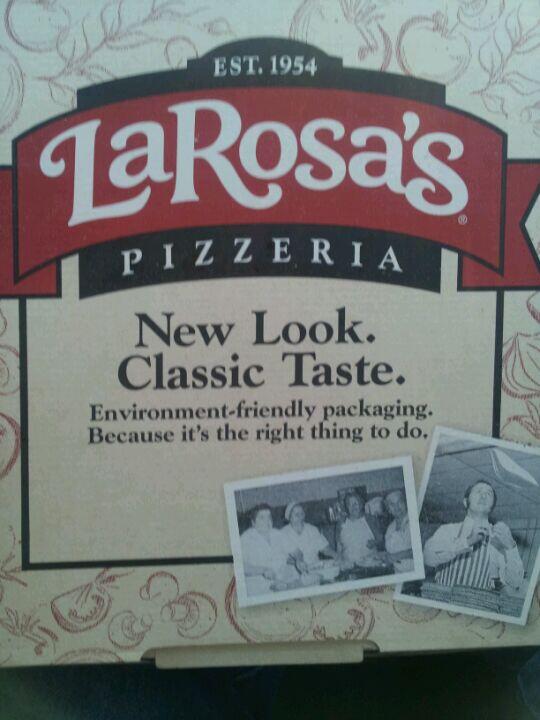 EST. 1954
LaRosa's®
PIZZERIA
New Look.
Classic Taste.
Environment-friendly packaging.
Because it's the right thing to do.